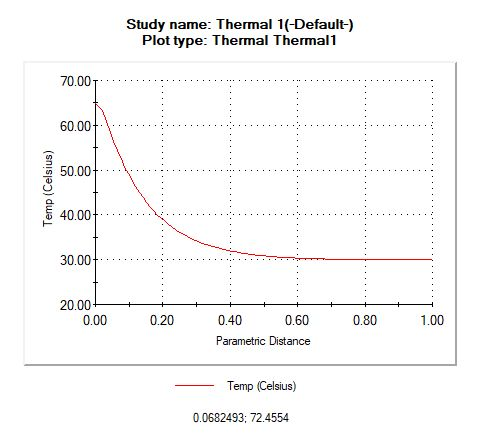 Study name: Thermal 1(-Default-)
Plot type: Thermal Thermal1
70.00
60.00
50.00
40.00
30.00
20.00
Temp (Celsius)
0.00 0.20 0.40 0.60 0.80 1.00
Parametric Distance
Temp (Celsius)
0.0682493; 72.4554